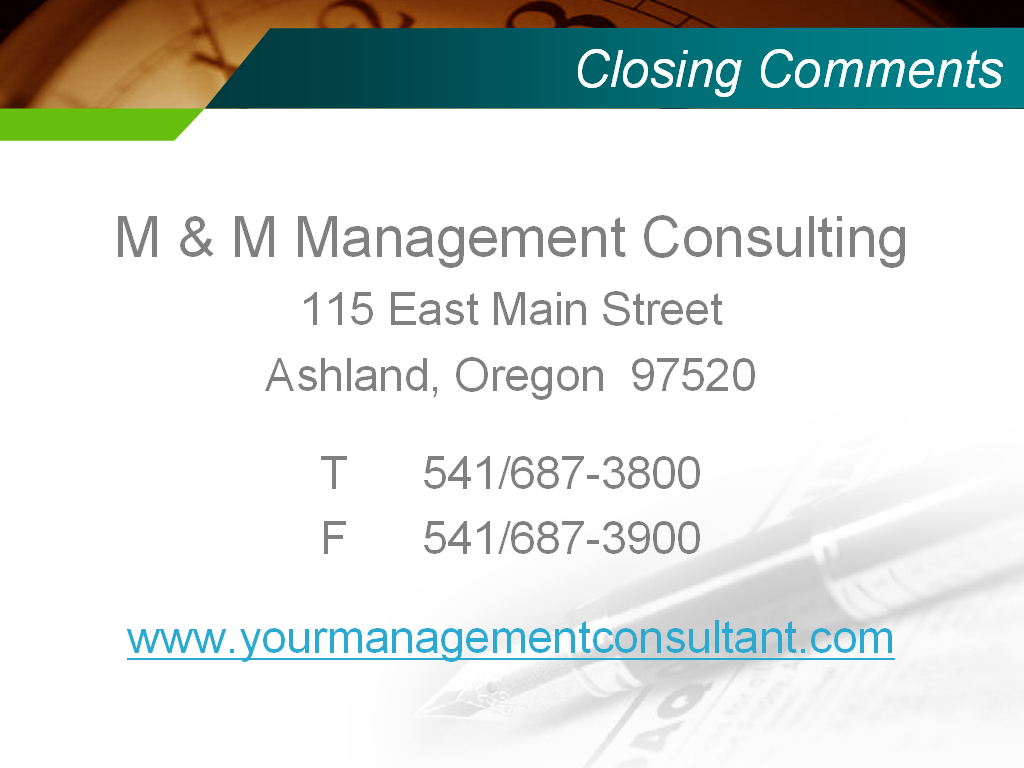 Closing Comments
M & M Management Consulting
115 East Main Street
Ashland, Oregon  97520
T 541/687-3800
F 541/687-3900
www.yourmanagementconsultant.com